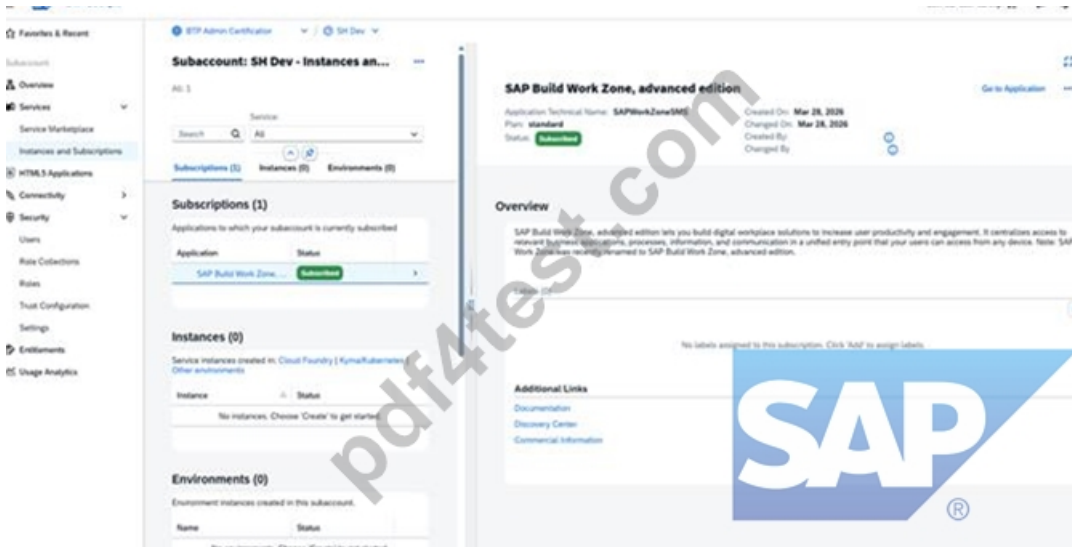 Favorites & Recent
BTP Admin Certificator / SH Dev
Subaccount
Overview
Services
Service Marketplace
Instances and Subscriptions
HTML5 Applications
Connectivity
Security
Users
Role Collections
Roles
Trust Configuration
Settings
Entitlements
Usage Analytics
Subaccount: SH Dev - Instances an...
All: 1
Service:
Search
All
Subscriptions (1) Instances (0) Environments (0)
Subscriptions (1)
Applications to which your subaccount is currently subscribed
Application Status
SAP Build Work Zone, ... Subscribed
Instances (0)
Service instances created in: Cloud Foundry | Kyma/Kubernetes |
Other environments
Instance Status
No instances. Choose 'Create' to get started.
Environments (0)
Environment instances created in this subaccount.
Name Status
SAP Build Work Zone, advanced edition
Go to Application
Application Technical Name: SAPWorkZoneSMS
Plan: standard
Status: Subscribed
Created On: Mar 28, 2026
Changed On: Mar 28, 2026
Created By:
Changed By:
Overview
SAP Build Work Zone, advanced edition lets you build digital workplace solutions to increase user productivity and engagement. It centralizes access to
relevant business applications, processes, information, and communication in a unified entry point that your users can access from any device. Note: SAP
Work Zone was recently renamed to SAP Build Work Zone, advanced edition.
Labels (0)
No labels assigned to this subscription. Click 'Add' to assign labels.
Additional Links
Documentation
Discovery Center
Commercial Information
SAP
®
pdf4test.com